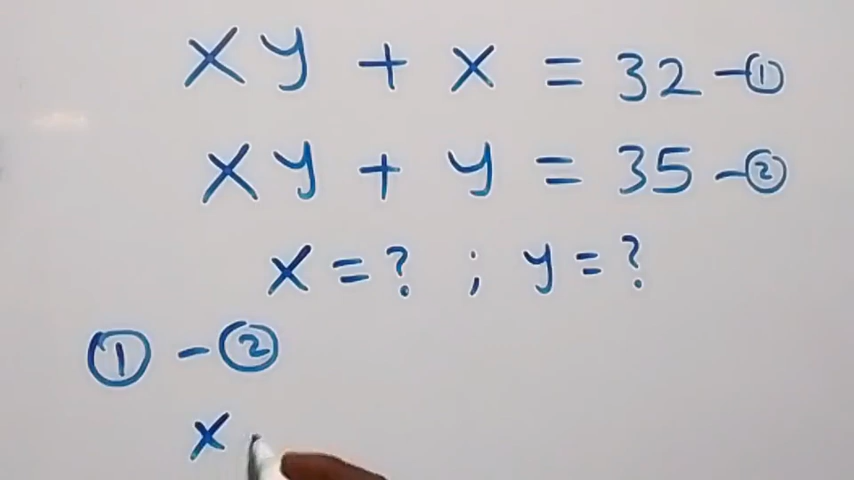 xy + x = 32 -①
xy + y = 35 -②
x = ? ; y = ?
① - ②
x